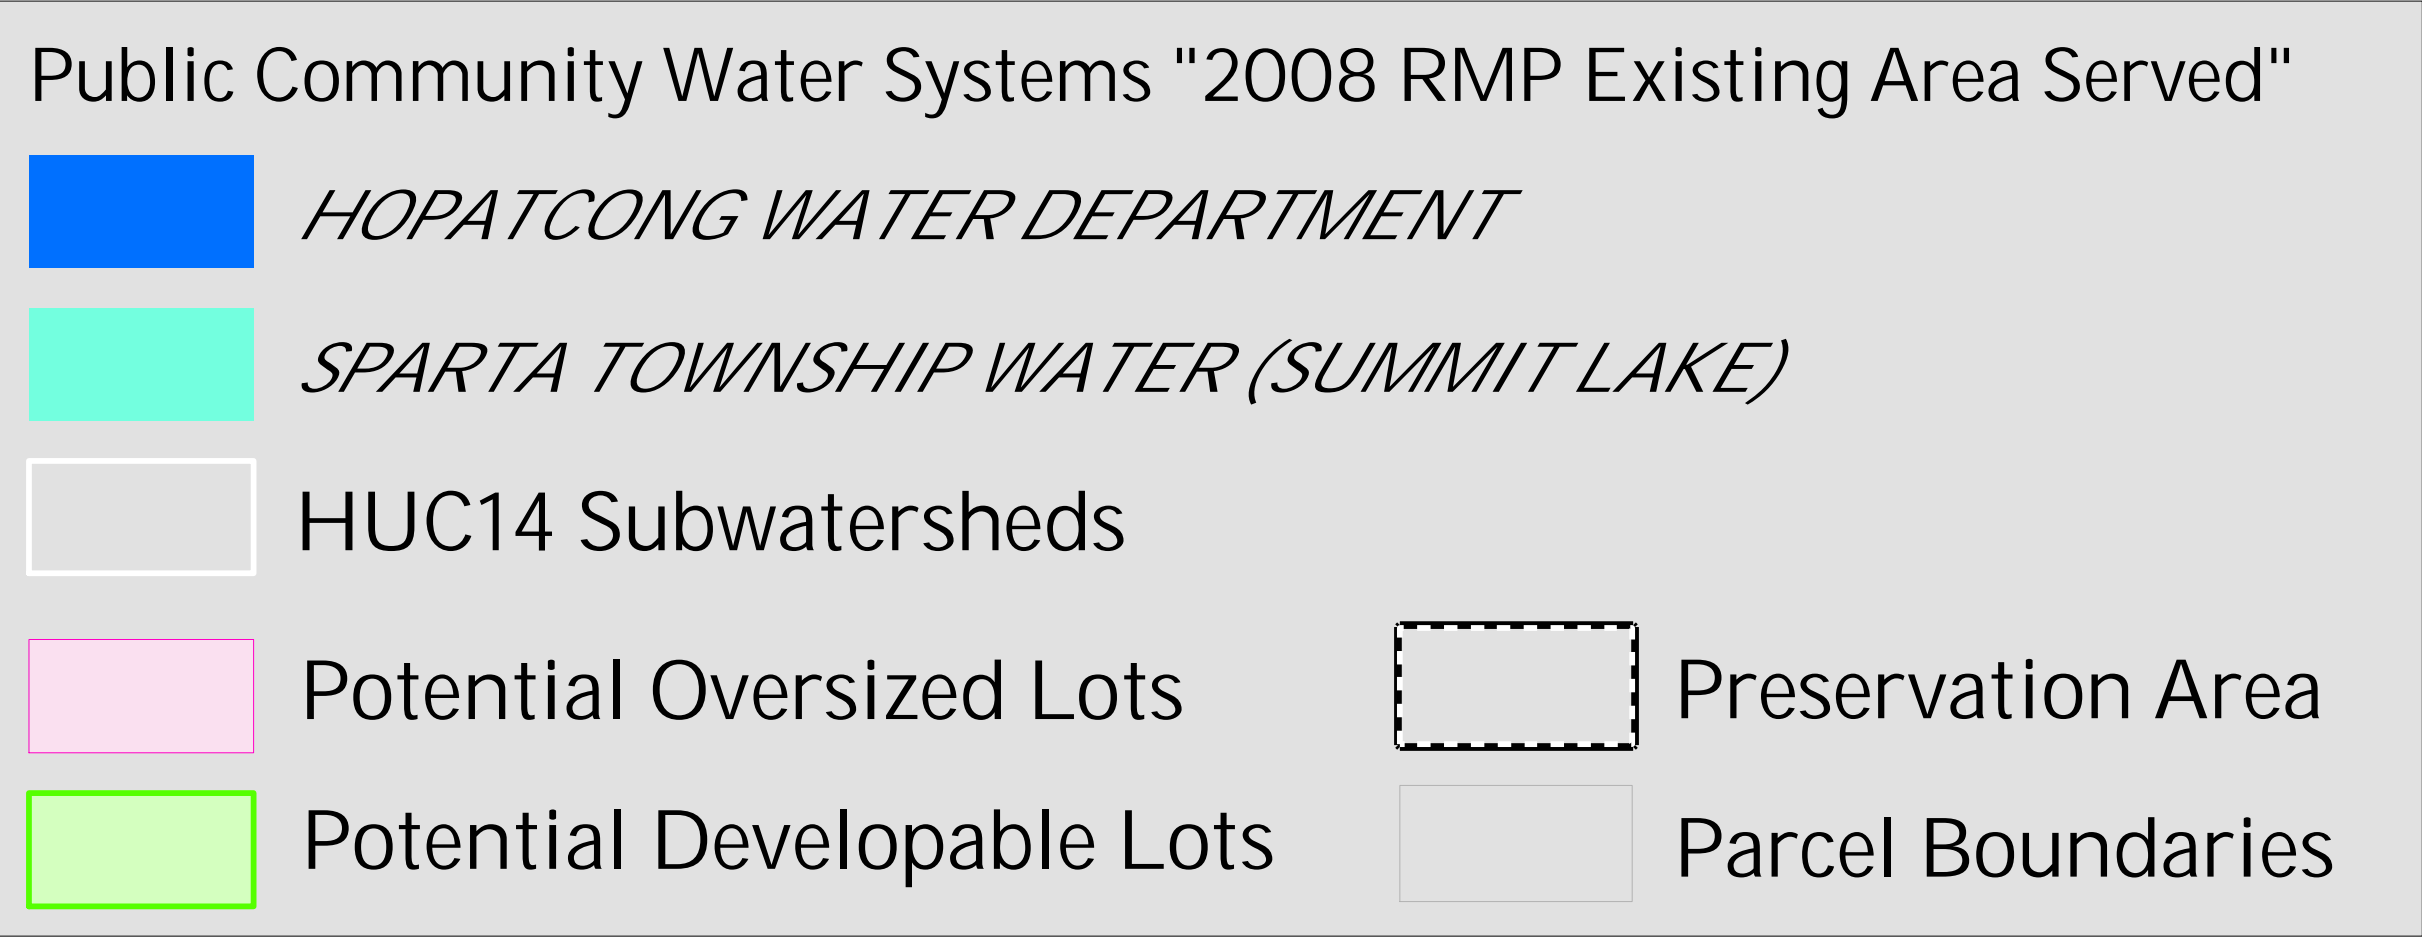 Public Community Water Systems "2008 RMP Existing Area Served"
HOPATCONG WATER DEPARTMENT
SPARTA TOWNSHIP WATER (SUMMIT LAKE)
HUC14 Subwatersheds
Potential Oversized Lots
Preservation Area
Potential Developable Lots
Parcel Boundaries